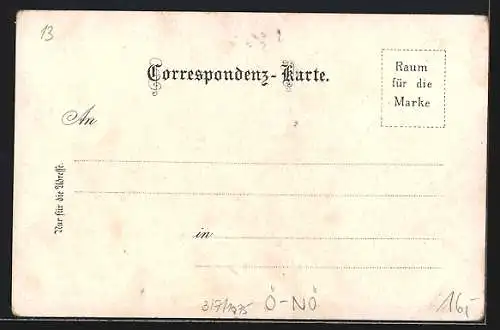 13
Correspondenz-Karte.
Raum
für die
Marke
An
Nur für die Adresse.
in
Ö-NÖ
16,-